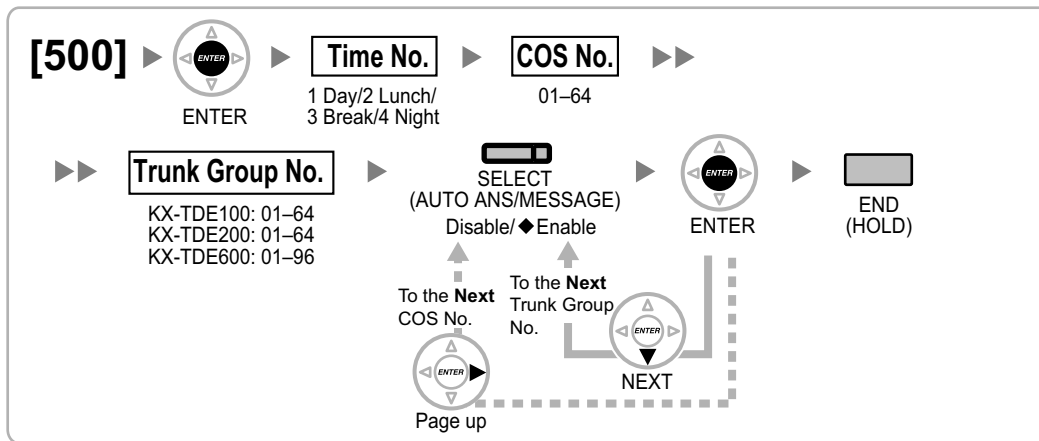 [500]
ENTER
ENTER
Time No.
1 Day/2 Lunch/
3 Break/4 Night
COS No.
01–64
Trunk Group No.
KX-TDE100: 01–64
KX-TDE200: 01–64
KX-TDE600: 01–96
SELECT
(AUTO ANS/MESSAGE)
Disable/◆Enable
ENTER
ENTER
END
(HOLD)
To the Next
COS No.
ENTER
Page up
To the Next
Trunk Group
No.
ENTER
NEXT